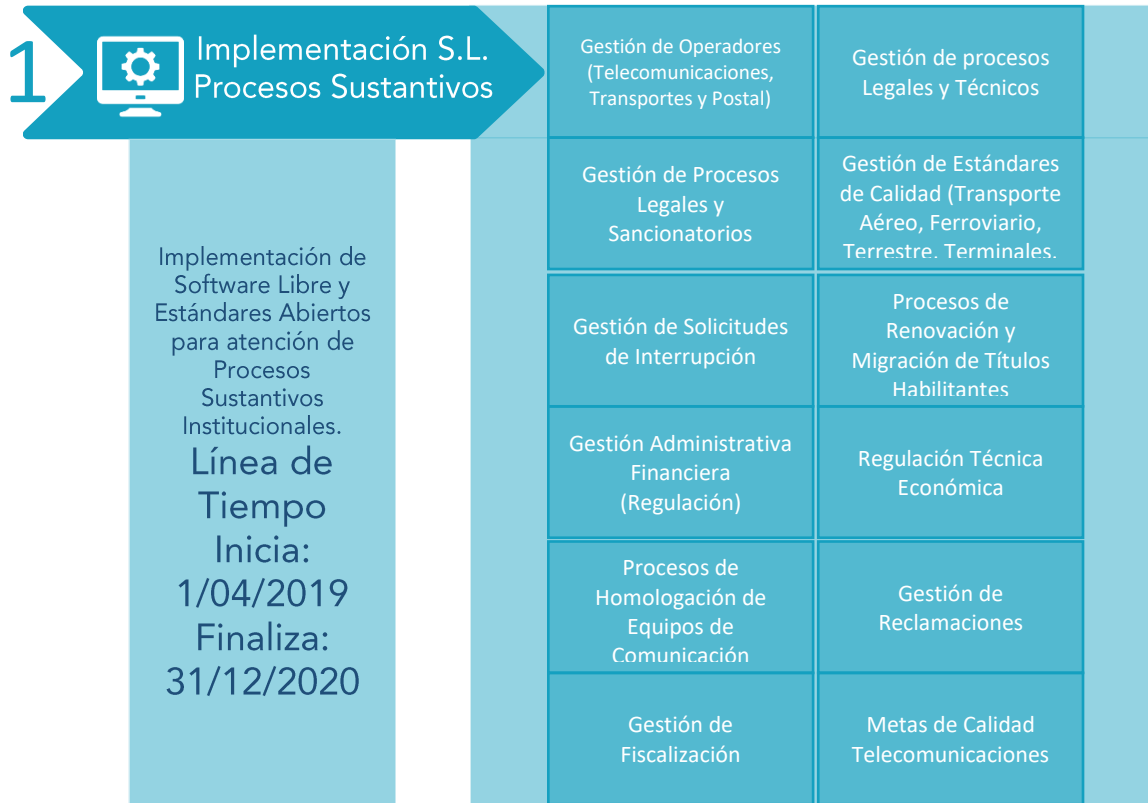 1
Implementación S.L.
Procesos Sustantivos
Implementación de
Software Libre y
Estándares Abiertos
para atención de
Procesos
Sustantivos
Institucionales.
Línea de
Tiempo
Inicia:
1/04/2019
Finaliza:
31/12/2020
Gestión de Operadores
(Telecomunicaciones,
Transportes y Postal)
Gestión de procesos
Legales y Técnicos
Gestión de Procesos
Legales y
Sancionatorios
Gestión de Estándares
de Calidad (Transporte
Aéreo, Ferroviario,
Terrestre. Terminales.
Gestión de Solicitudes
de Interrupción
Procesos de
Renovación y
Migración de Títulos
Habilitantes
Gestión Administrativa
Financiera
(Regulación)
Regulación Técnica
Económica
Procesos de
Homologación de
Equipos de
Comunicación
Gestión de
Reclamaciones
Gestión de
Fiscalización
Metas de Calidad
Telecomunicaciones